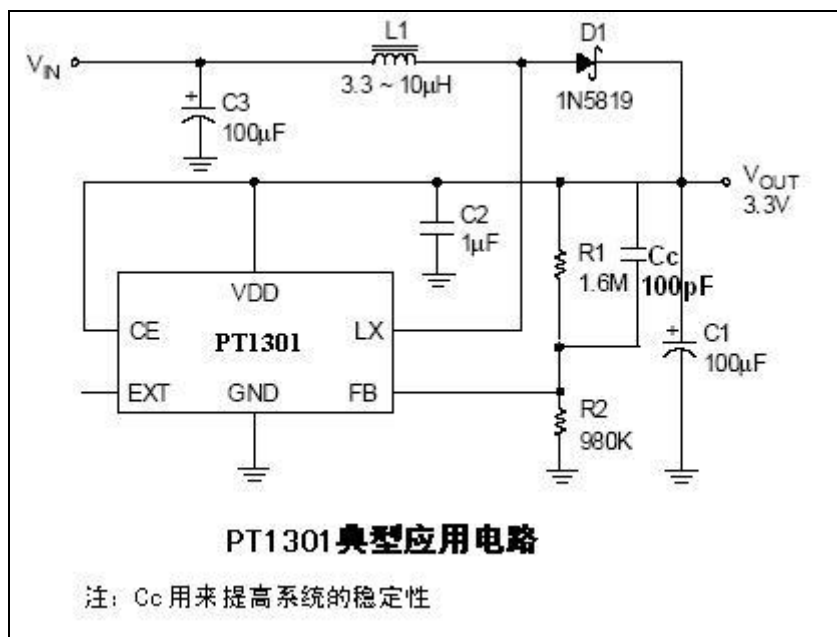 L1
D1
V_IN
3.3 ~ 10µH
1N5819
C3
100µF
V_OUT
3.3V
C2
1µF
R1
1.6M
Cc
100pF
VDD
CE
PT1301
LX
C1
100µF
EXT
GND
FB
R2
980K
PT1301典型应用电路
注：Cc用来提高系统的稳定性